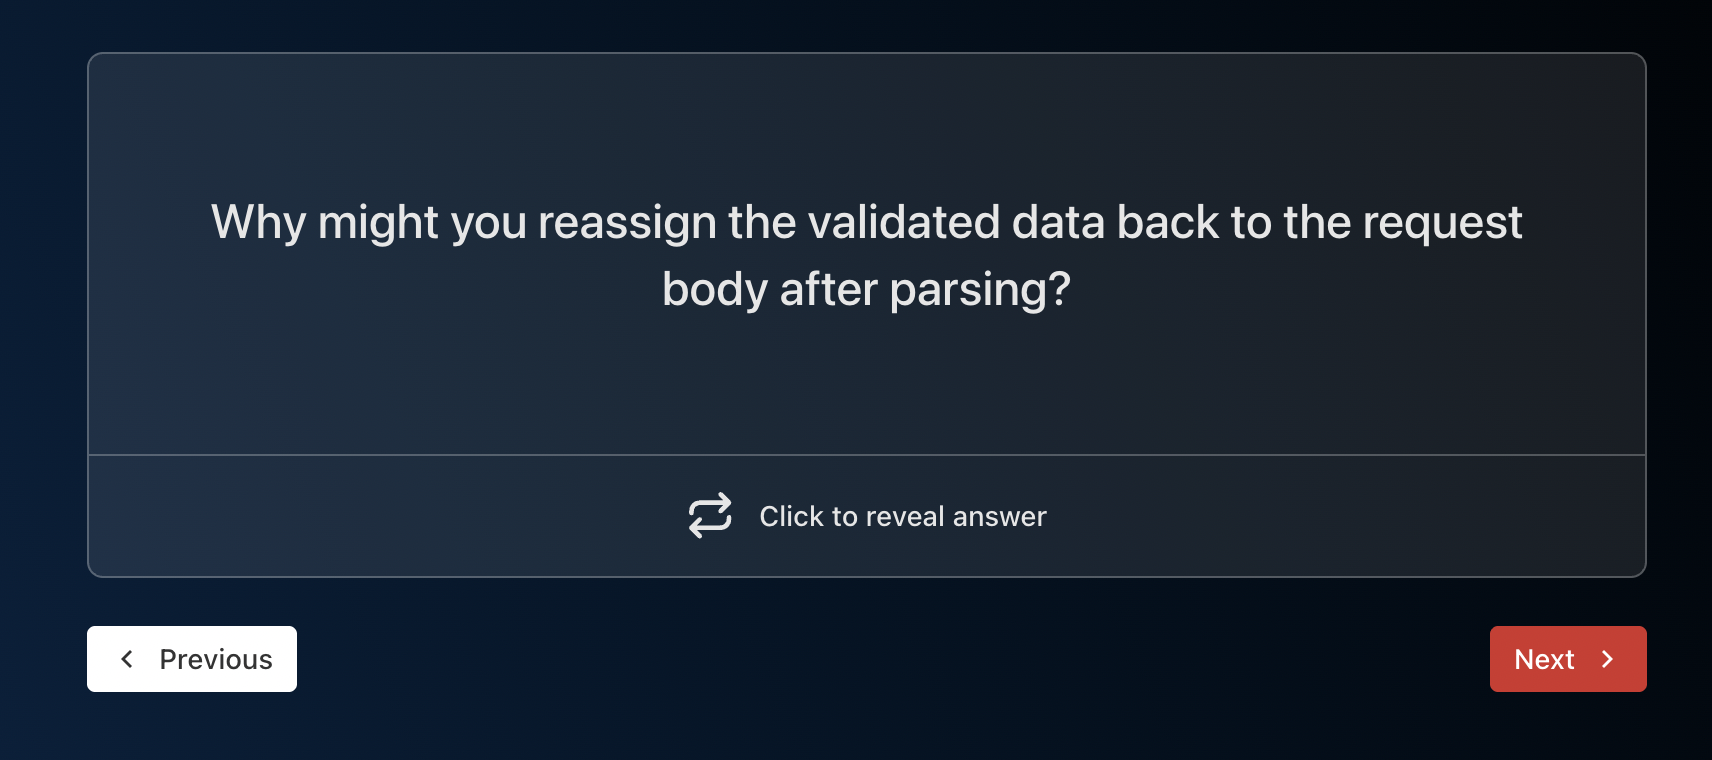 Why might you reassign the validated data back to the request
body after parsing?
Click to reveal answer
Previous
Next